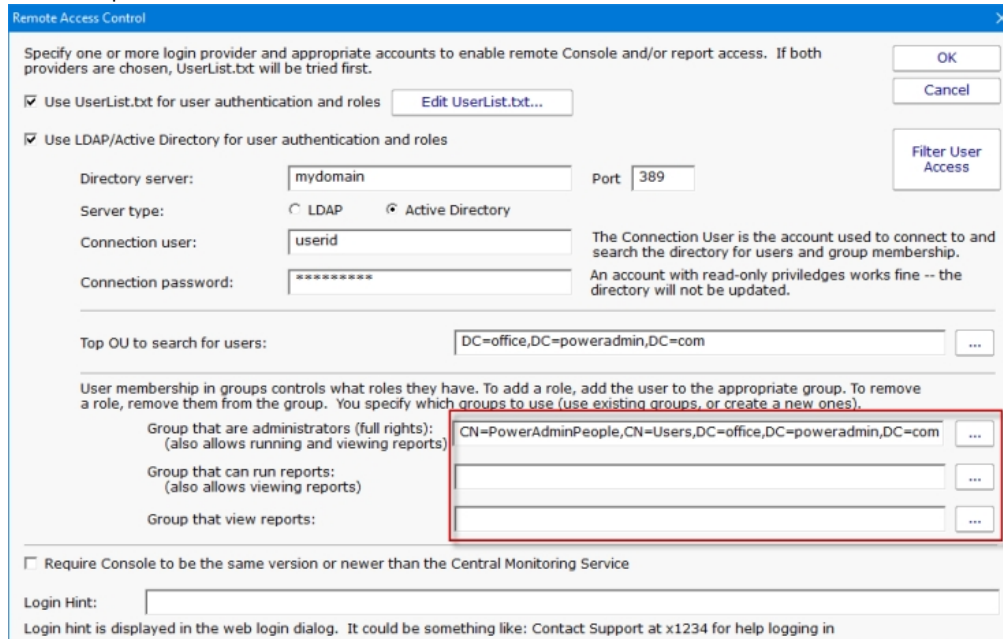 Remote Access Control
Specify one or more login provider and appropriate accounts to enable remote Console and/or report access. If both
providers are chosen, UserList.txt will be tried first.
OK
Cancel
Use UserList.txt for user authentication and roles
Edit UserList.txt...
Use LDAP/Active Directory for user authentication and roles
Filter User
Access
Directory server:
mydomain
Port
389
Server type:
LDAP
Active Directory
Connection user:
userid
The Connection User is the account used to connect to and
search the directory for users and group membership.
Connection password:
*********
An account with read-only priviledges works fine -- the
directory will not be updated.
Top OU to search for users:
DC=office,DC=poweradmin,DC=com
...
User membership in groups controls what roles they have. To add a role, add the user to the appropriate group. To remove
a role, remove them from the group. You specify which groups to use (use existing groups, or create a new ones).
Group that are administrators (full rights):
(also allows running and viewing reports)
CN=PowerAdminPeople,CN=Users,DC=office,DC=poweradmin,DC=com
...
Group that can run reports:
(also allows viewing reports)
...
Group that view reports:
...
Require Console to be the same version or newer than the Central Monitoring Service
Login Hint:
Login hint is displayed in the web login dialog. It could be something like: Contact Support at x1234 for help logging in